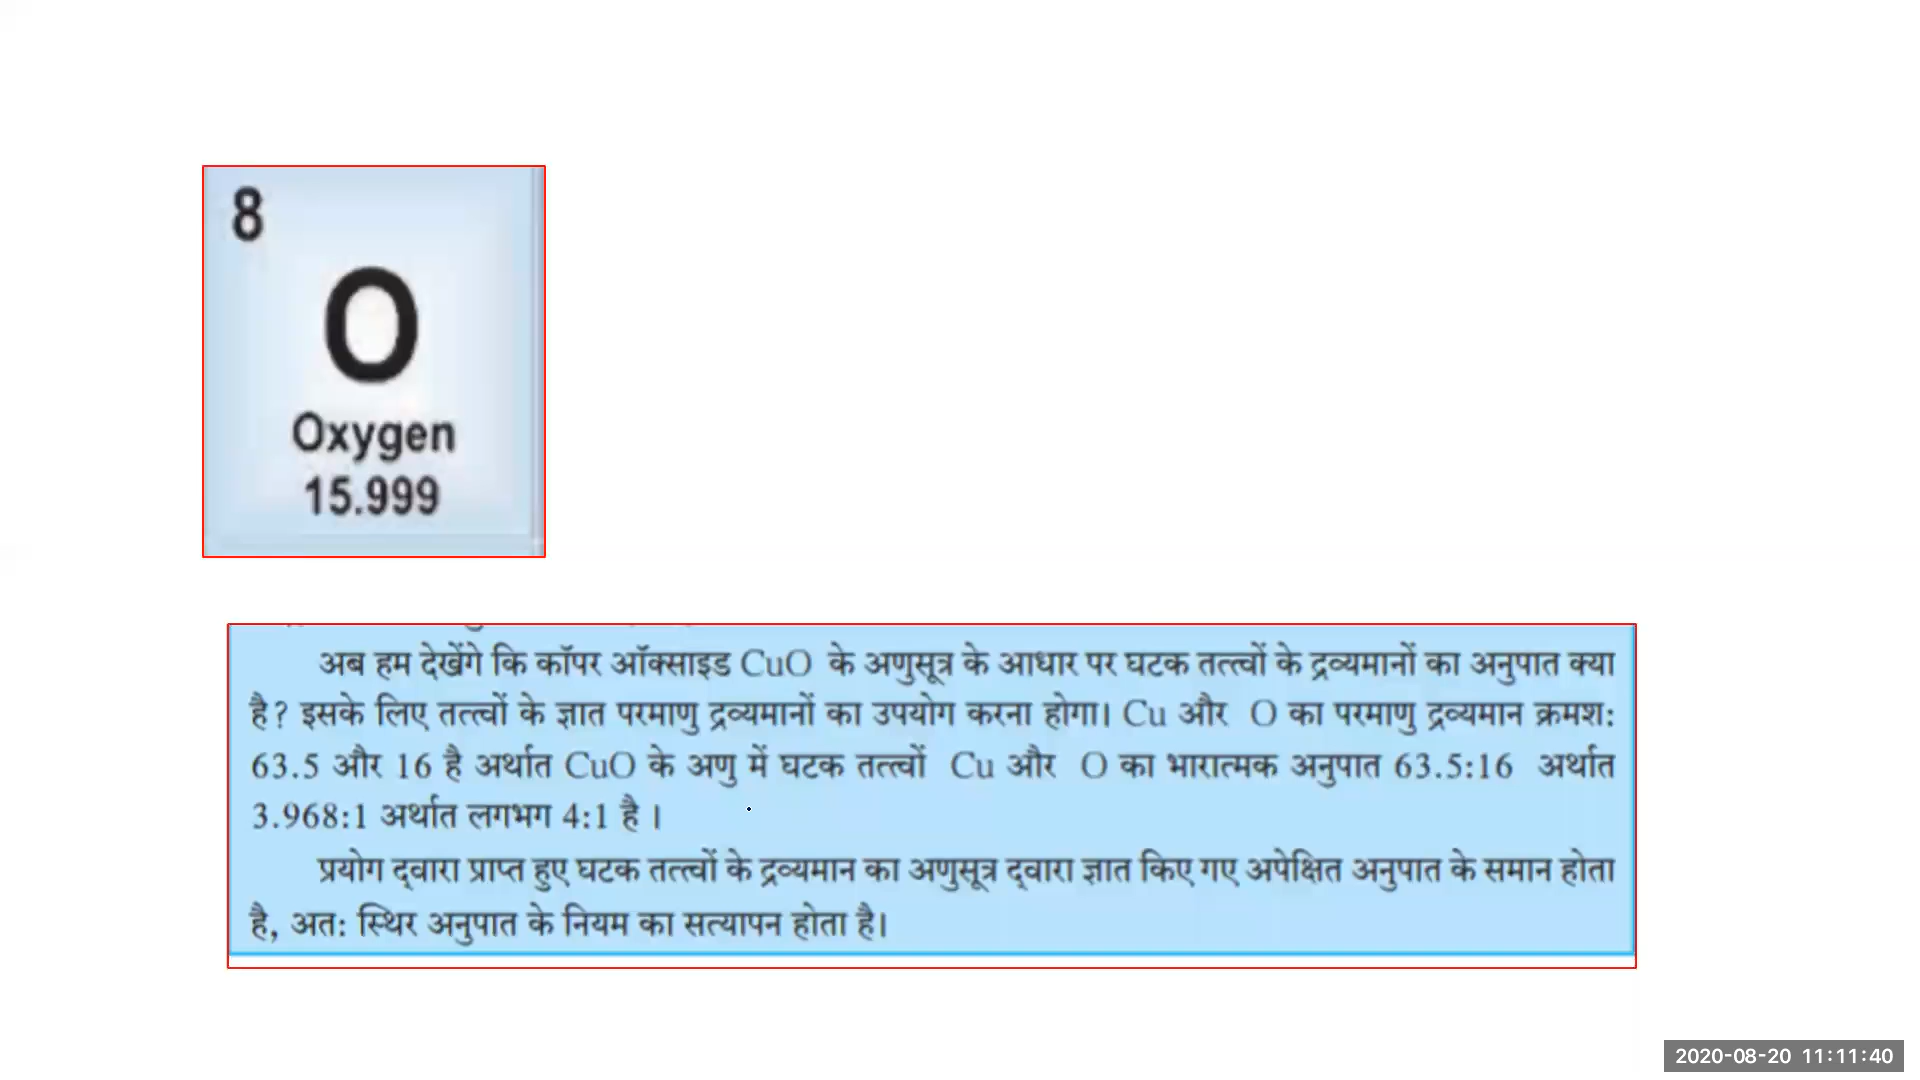 8
O
Oxygen
15.999
अब हम देखेंगे कि कॉपर ऑक्साइड CuO के अणुसूत्र के आधार पर घटक तत्त्वों के द्रव्यमानों का अनुपात क्या
है? इसके लिए तत्त्वों के ज्ञात परमाणु द्रव्यमानों का उपयोग करना होगा। Cu और O का परमाणु द्रव्यमान क्रमश:
63.5 और 16 है अर्थात CuO के अणु में घटक तत्त्वों Cu और O का भारात्मक अनुपात 63.5:16 अर्थात
3.968:1 अर्थात लगभग 4:1 है ।
प्रयोग द्‌वारा प्राप्त हुए घटक तत्त्वों के द्रव्यमान का अणुसूत्र द्‌वारा ज्ञात किए गए अपेक्षित अनुपात के समान होता
है, अत: स्थिर अनुपात के नियम का सत्यापन होता है।
2020-08-20 11:11:40